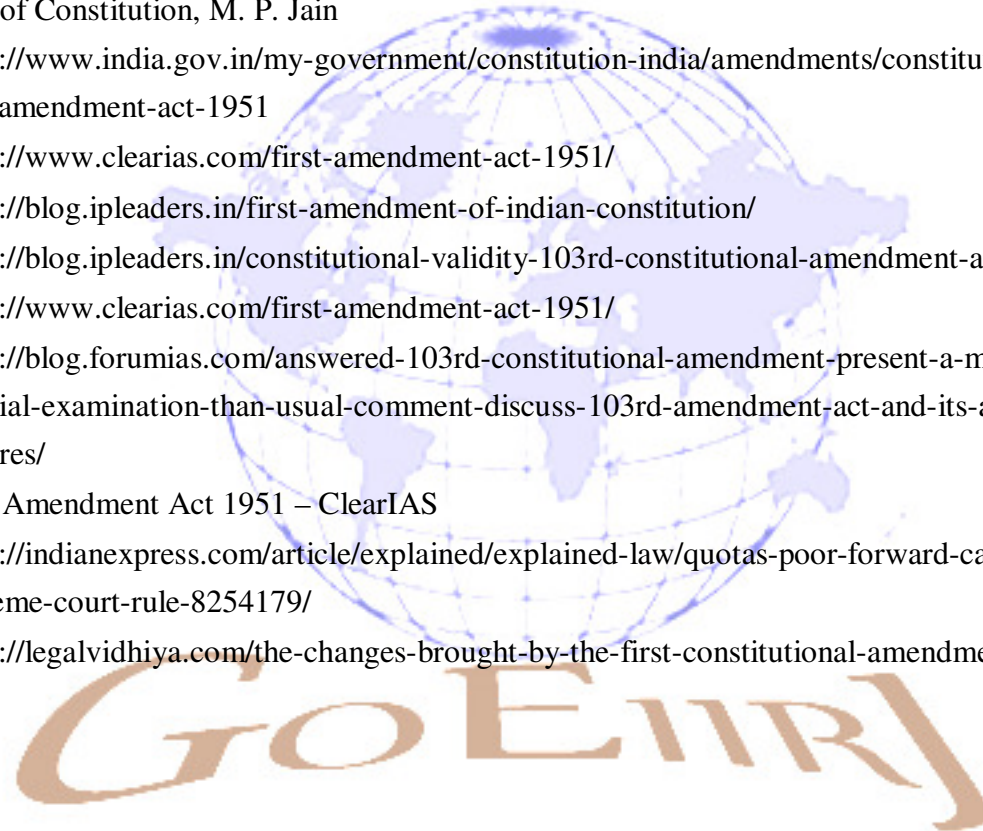 of Constitution, M. P. Jain
://www.india.gov.in/my-government/constitution-india/amendments/constitu
amendment-act-1951
://www.clearias.com/first-amendment-act-1951/
://blog.ipleaders.in/first-amendment-of-indian-constitution/
://blog.ipleaders.in/constitutional-validity-103rd-constitutional-amendment-a
://www.clearias.com/first-amendment-act-1951/
://blog.forumias.com/answered-103rd-constitutional-amendment-present-a-m
ial-examination-than-usual-comment-discuss-103rd-amendment-act-and-its-a
res/
Amendment Act 1951 – ClearIAS
://indianexpress.com/article/explained/explained-law/quotas-poor-forward-ca
eme-court-rule-8254179/
://legalvidhiya.com/the-changes-brought-by-the-first-constitutional-amendme
GOEIIRJ